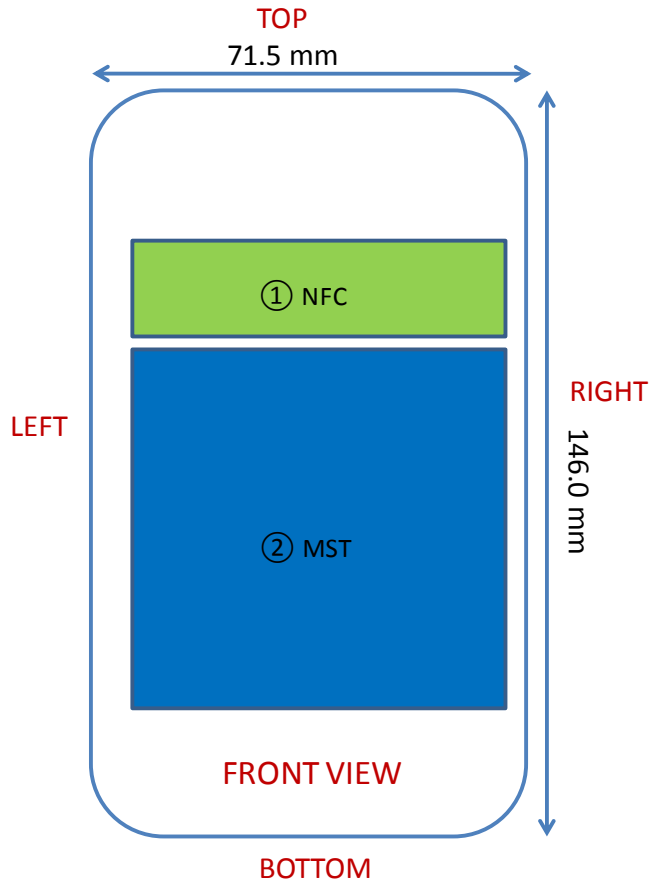 TOP
71.5 mm
① NFC
LEFT
RIGHT
146.0 mm
② MST
FRONT VIEW
BOTTOM